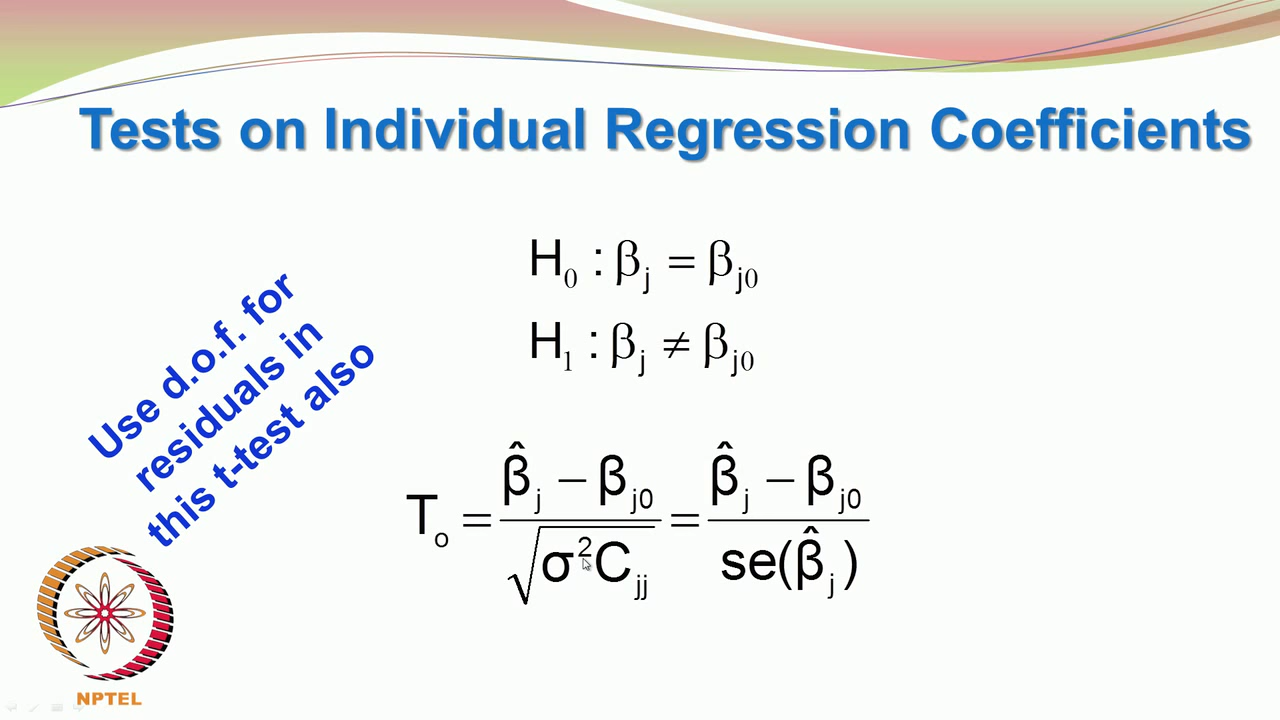 Tests on Individual Regression Coefficients
H₀ : βⱼ = βⱼ₀
H₁ : βⱼ ≠ βⱼ₀
Use d.o.f. for
residuals in
this t-test also
Tₒ = (β̂ⱼ − βⱼ₀) / √(σ²Cⱼⱼ) = (β̂ⱼ − βⱼ₀) / se(β̂ⱼ)
NPTEL